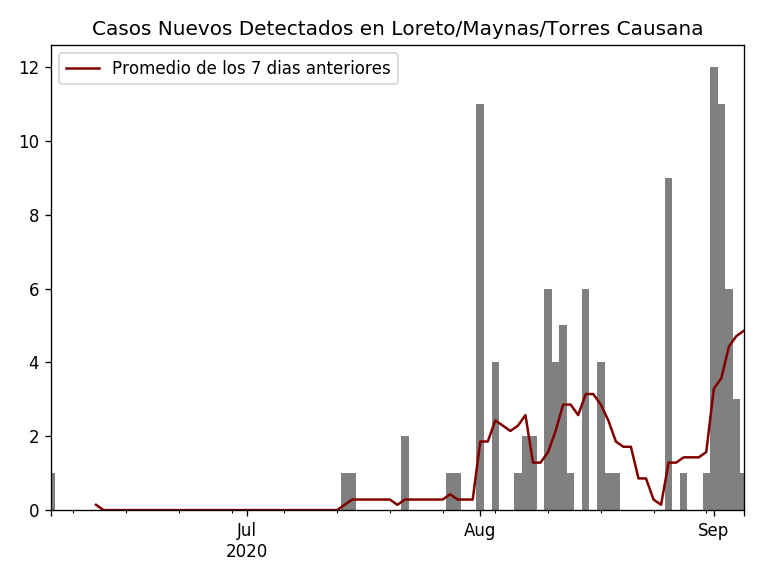 Casos Nuevos Detectados en Loreto/Maynas/Torres Causana
Promedio de los 7 dias anteriores
12
10
8
6
4
2
0
Jul
2020
Aug
Sep